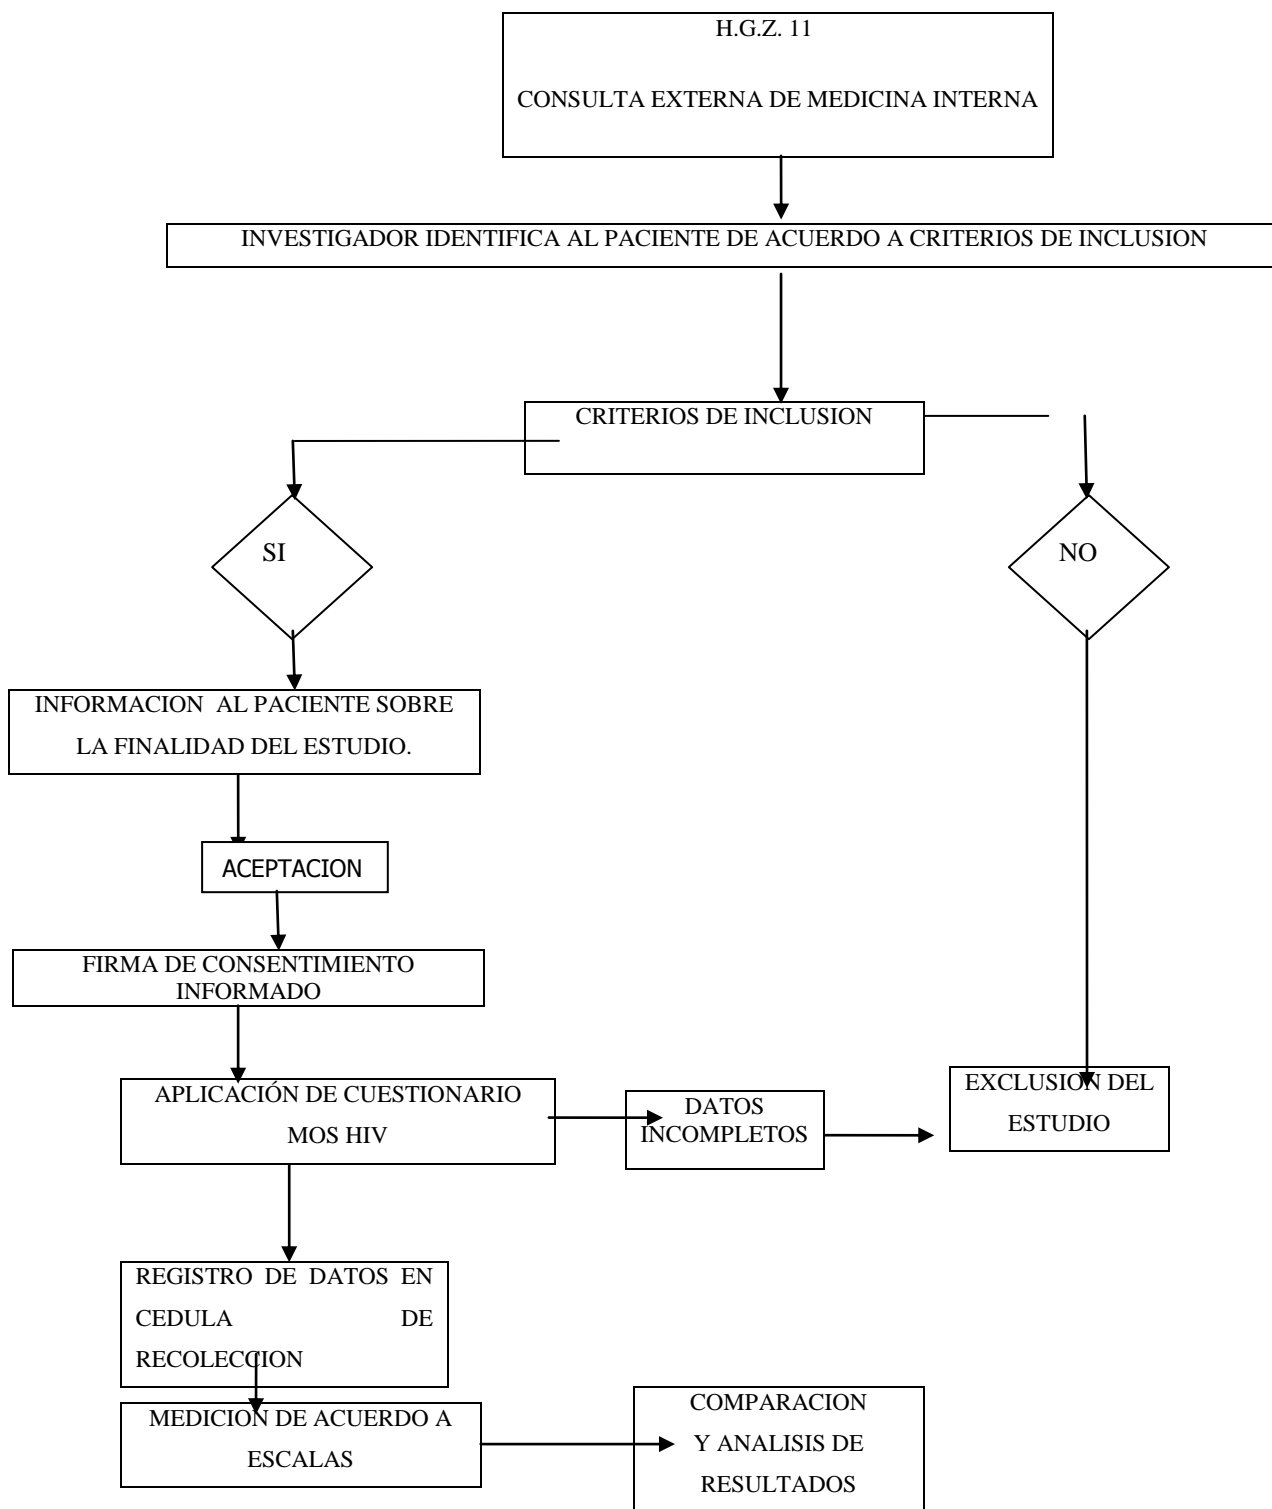 H.G.Z. 11
CONSULTA EXTERNA DE MEDICINA INTERNA
INVESTIGADOR IDENTIFICA AL PACIENTE DE ACUERDO A CRITERIOS DE INCLUSION
CRITERIOS DE INCLUSION
SI
NO
INFORMACION AL PACIENTE SOBRE
LA FINALIDAD DEL ESTUDIO.
ACEPTACION
FIRMA DE CONSENTIMIENTO
INFORMADO
APLICACIÓN DE CUESTIONARIO
MOS HIV
DATOS
INCOMPLETOS
EXCLUSION DEL
ESTUDIO
REGISTRO DE DATOS EN
CEDULA DE
RECOLECCION
MEDICION DE ACUERDO A
ESCALAS
COMPARACION
Y ANALISIS DE
RESULTADOS